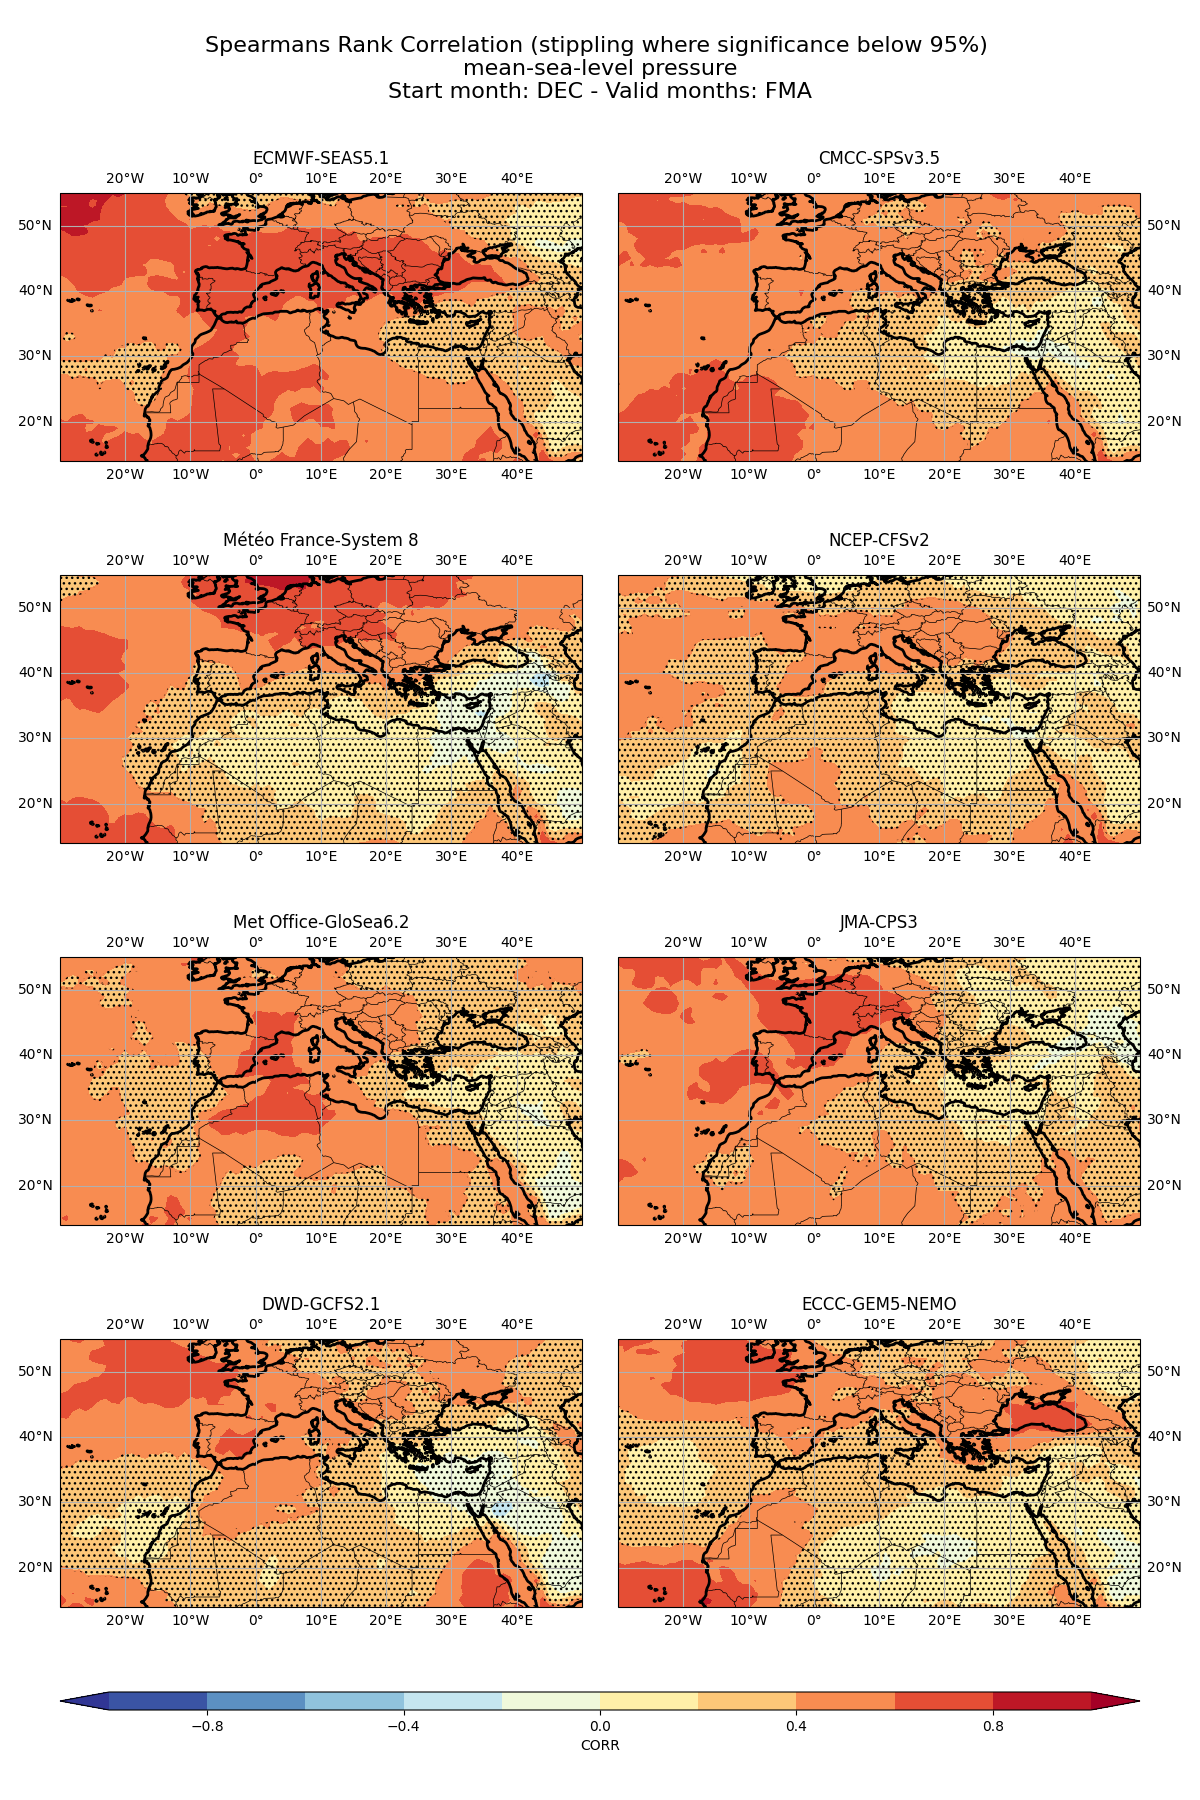 Spearmans Rank Correlation (stippling where significance below 95%)
mean-sea-level pressure
Start month: DEC - Valid months: FMA
ECMWF-SEAS5.1
20°W 10°W 0° 10°E 20°E 30°E 40°E
50°N
40°N
30°N
20°N
20°W 10°W 0° 10°E 20°E 30°E 40°E
CMCC-SPSv3.5
20°W 10°W 0° 10°E 20°E 30°E 40°E
50°N
40°N
30°N
20°N
20°W 10°W 0° 10°E 20°E 30°E 40°E
Météo France-System 8
20°W 10°W 0° 10°E 20°E 30°E 40°E
50°N
40°N
30°N
20°N
20°W 10°W 0° 10°E 20°E 30°E 40°E
NCEP-CFSv2
20°W 10°W 0° 10°E 20°E 30°E 40°E
50°N
40°N
30°N
20°N
20°W 10°W 0° 10°E 20°E 30°E 40°E
Met Office-GloSea6.2
20°W 10°W 0° 10°E 20°E 30°E 40°E
50°N
40°N
30°N
20°N
20°W 10°W 0° 10°E 20°E 30°E 40°E
JMA-CPS3
20°W 10°W 0° 10°E 20°E 30°E 40°E
50°N
40°N
30°N
20°N
20°W 10°W 0° 10°E 20°E 30°E 40°E
DWD-GCFS2.1
20°W 10°W 0° 10°E 20°E 30°E 40°E
50°N
40°N
30°N
20°N
20°W 10°W 0° 10°E 20°E 30°E 40°E
ECCC-GEM5-NEMO
20°W 10°W 0° 10°E 20°E 30°E 40°E
50°N
40°N
30°N
20°N
20°W 10°W 0° 10°E 20°E 30°E 40°E
−0.8 −0.4 0.0 0.4 0.8
CORR